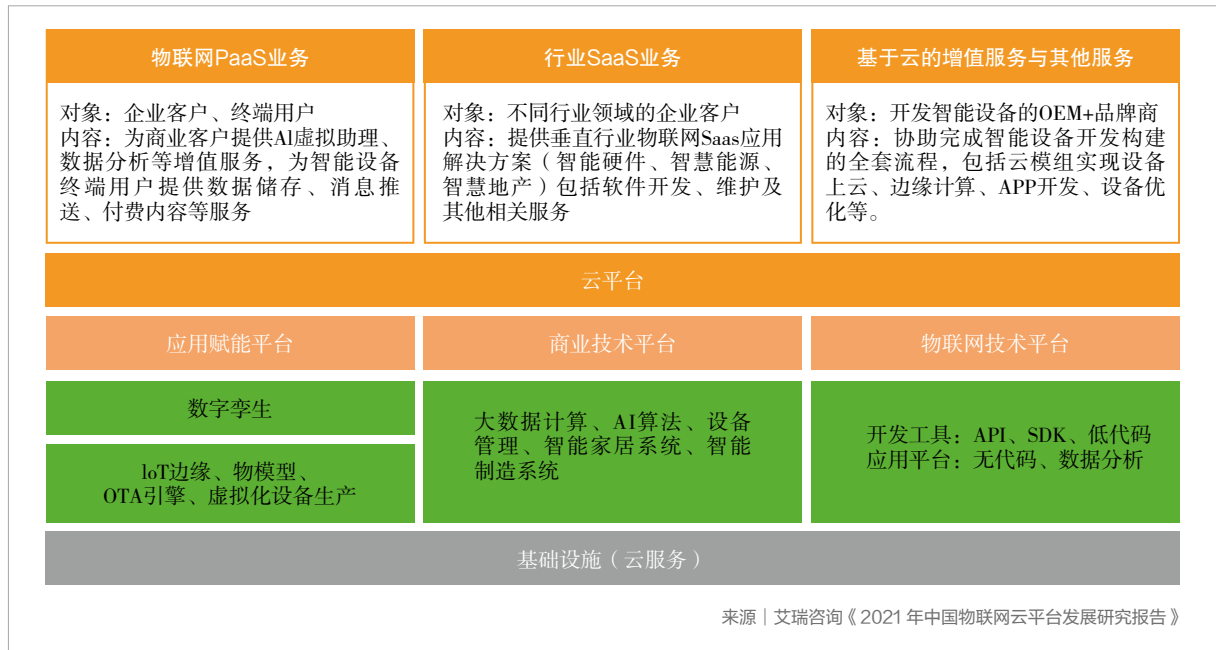 物联网PaaS业务
对象：企业客户、终端用户
内容：为商业客户提供AI虚拟助理、
数据分析等增值服务，为智能设备
终端用户提供数据储存、消息推
送、付费内容等服务
行业SaaS业务
对象：不同行业领域的企业客户
内容：提供垂直行业物联网Saas应用
解决方案（智能硬件、智慧能源、
智慧地产）包括软件开发、维护及
其他相关服务
基于云的增值服务与其他服务
对象：开发智能设备的OEM+品牌商
内容：协助完成智能设备开发构建
的全套流程，包括云模组实现设备
上云、边缘计算、APP开发、设备优
化等。
云平台
应用赋能平台
商业技术平台
物联网技术平台
数字孪生
loT边缘、物模型、
OTA引擎、虚拟化设备生产
大数据计算、AI算法、设备
管理、智能家居系统、智能
制造系统
开发工具：API、SDK、低代码
应用平台：无代码、数据分析
基础设施（云服务）
来源｜艾瑞咨询《2021年中国物联网云平台发展研究报告》